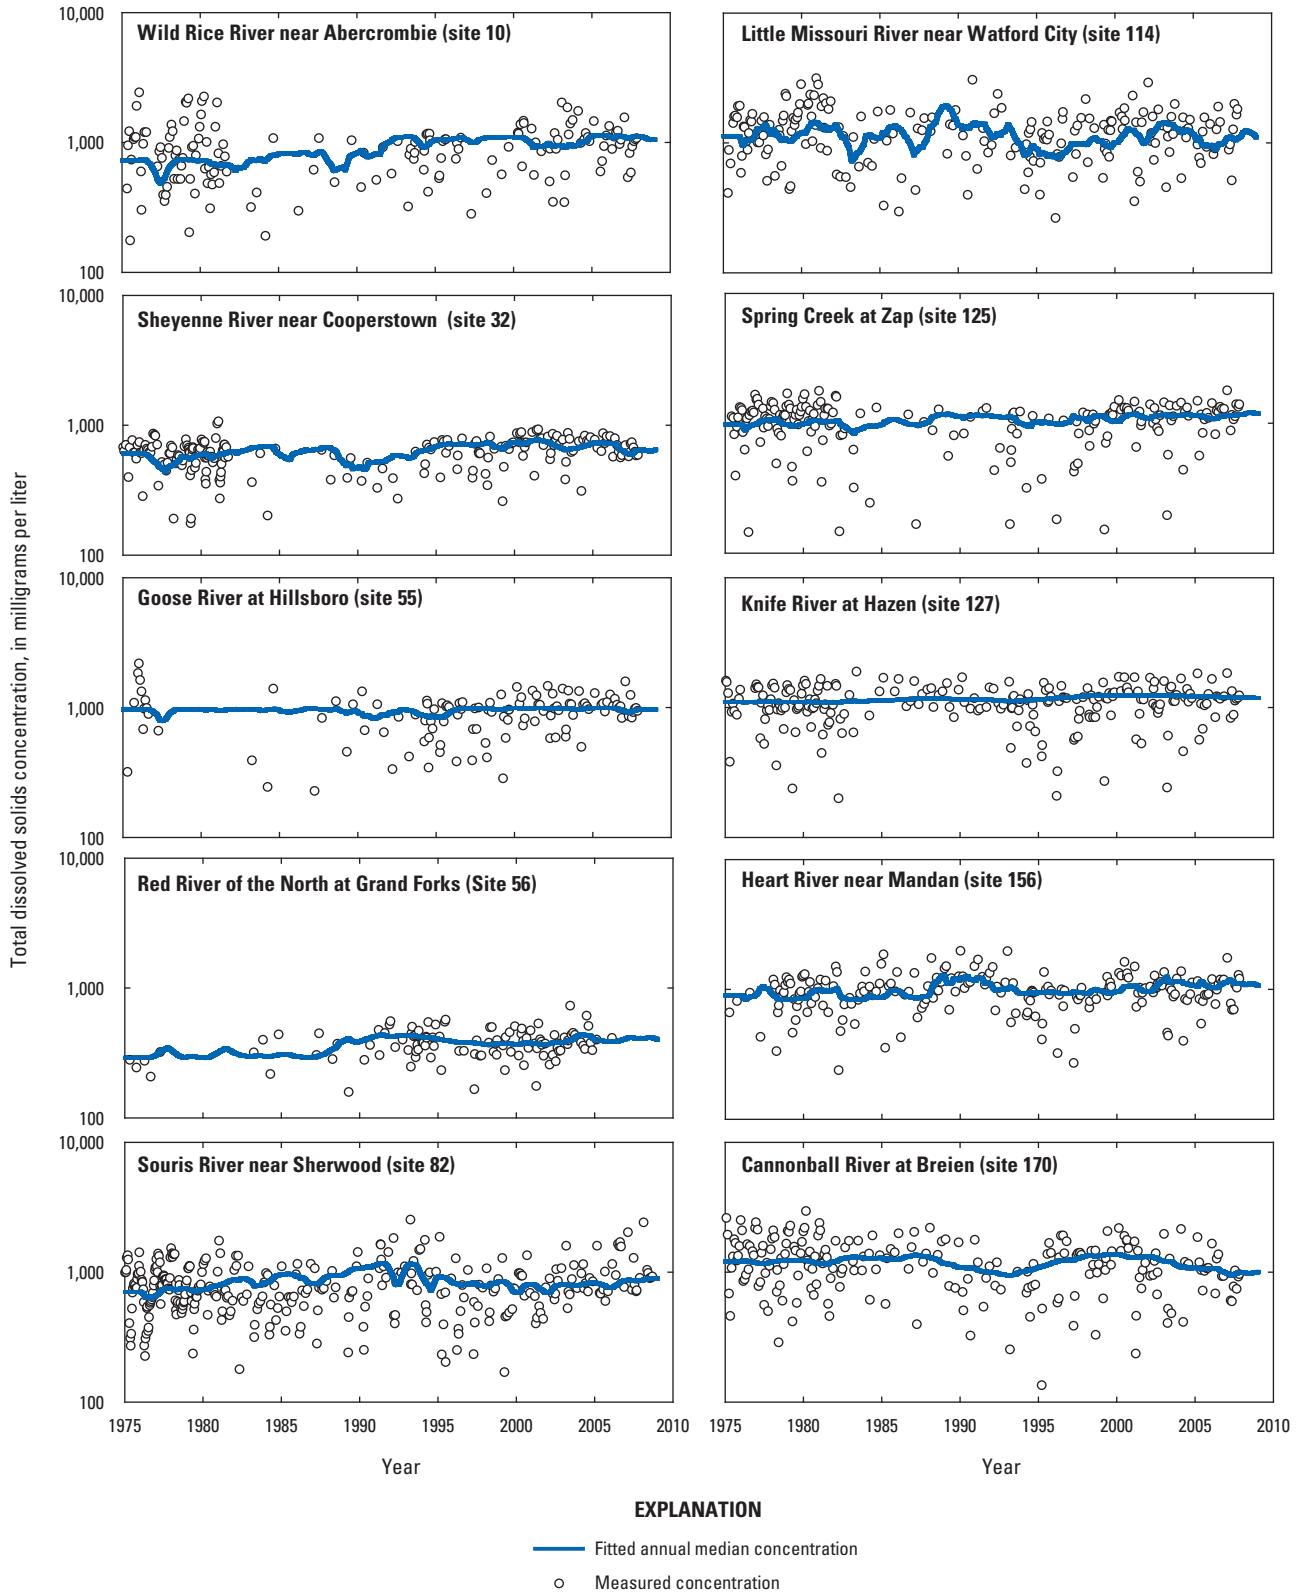 Total dissolved solids concentration, in milligrams per liter
10,000
Wild Rice River near Abercrombie (site 10)
1,000
100
Little Missouri River near Watford City (site 114)
10,000
Sheyenne River near Cooperstown (site 32)
1,000
100
Spring Creek at Zap (site 125)
10,000
Goose River at Hillsboro (site 55)
1,000
100
Knife River at Hazen (site 127)
10,000
Red River of the North at Grand Forks (Site 56)
1,000
100
Heart River near Mandan (site 156)
10,000
Souris River near Sherwood (site 82)
1,000
100
Cannonball River at Breien (site 170)
1975 1980 1985 1990 1995 2000 2005 2010
1975 1980 1985 1990 1995 2000 2005 2010
Year
Year
EXPLANATION
Fitted annual median concentration
Measured concentration